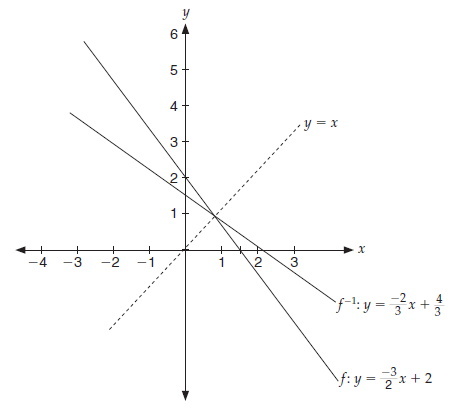 y
6
5
4
3
2
1
y = x
x
−4 −3 −2 −1 1 2 3
f⁻¹: y = −2/3 x + 4/3
f: y = −3/2 x + 2